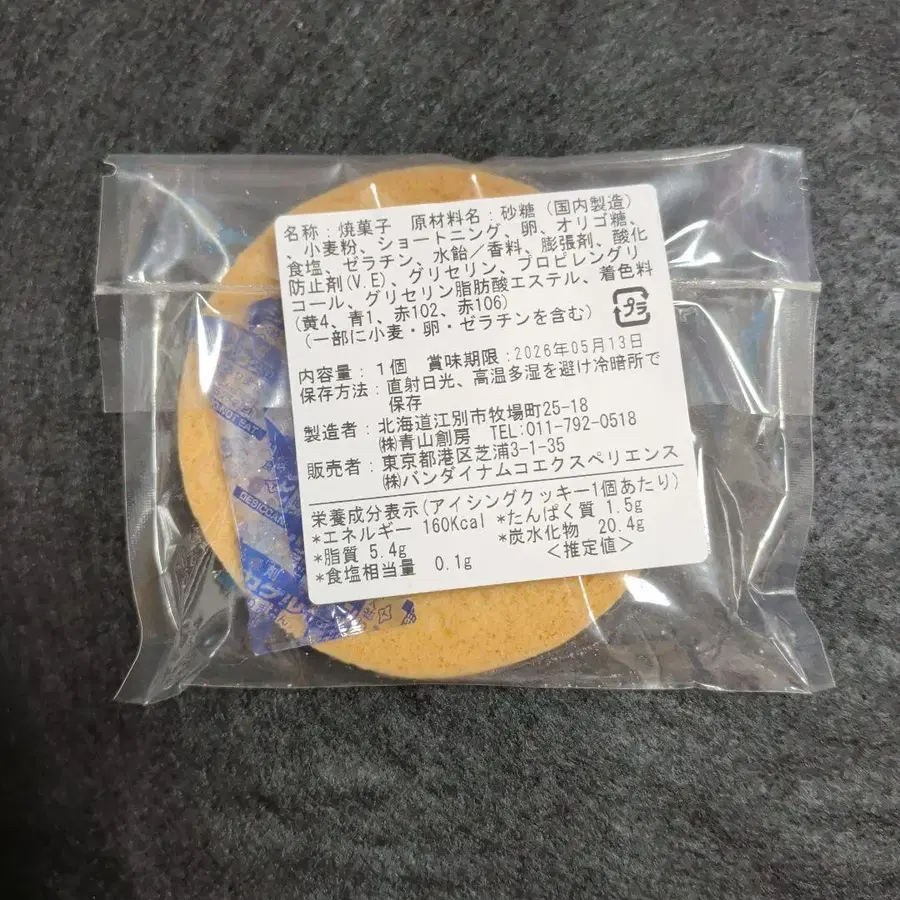 名称：焼菓子　原材料名：砂糖（国内製造）
、小麦粉、ショートニング、卵、オリゴ糖、
食塩、ゼラチン、水飴／香料、膨張剤、酸化
防止剤(V.E)、グリセリン、プロピレングリ
コール、グリセリン脂肪酸エステル、着色料
(黄4、青1、赤102、赤106)
(一部に小麦・卵・ゼラチンを含む)
プラ
内容量：1個　賞味期限：2026年05月13日
保存方法：直射日光、高温多湿を避け冷暗所で
保存
製造者：北海道江別市牧場町25-18
㈱青山創房　TEL:011-792-0518
販売者：東京都港区芝浦3-1-35
㈱バンダイナムコエクスペリエンス
栄養成分表示(アイシングクッキー1個あたり)
*エネルギー 160Kcal *たんぱく質 1.5g
*脂質 5.4g *炭水化物 20.4g
*食塩相当量 0.1g <推定値>
DO NOT EAT